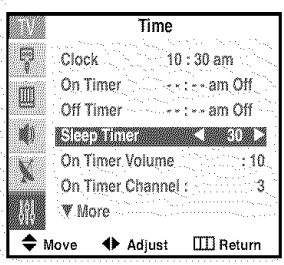 TV Time
Clock 10 : 30 am
On Timer - - : - - am Off
Off Timer - - : - - am Off
Sleep Timer ◀ 30 ▶
On Timer Volume : 10
On Timer Channel : 3
▼ More
Move Adjust Return